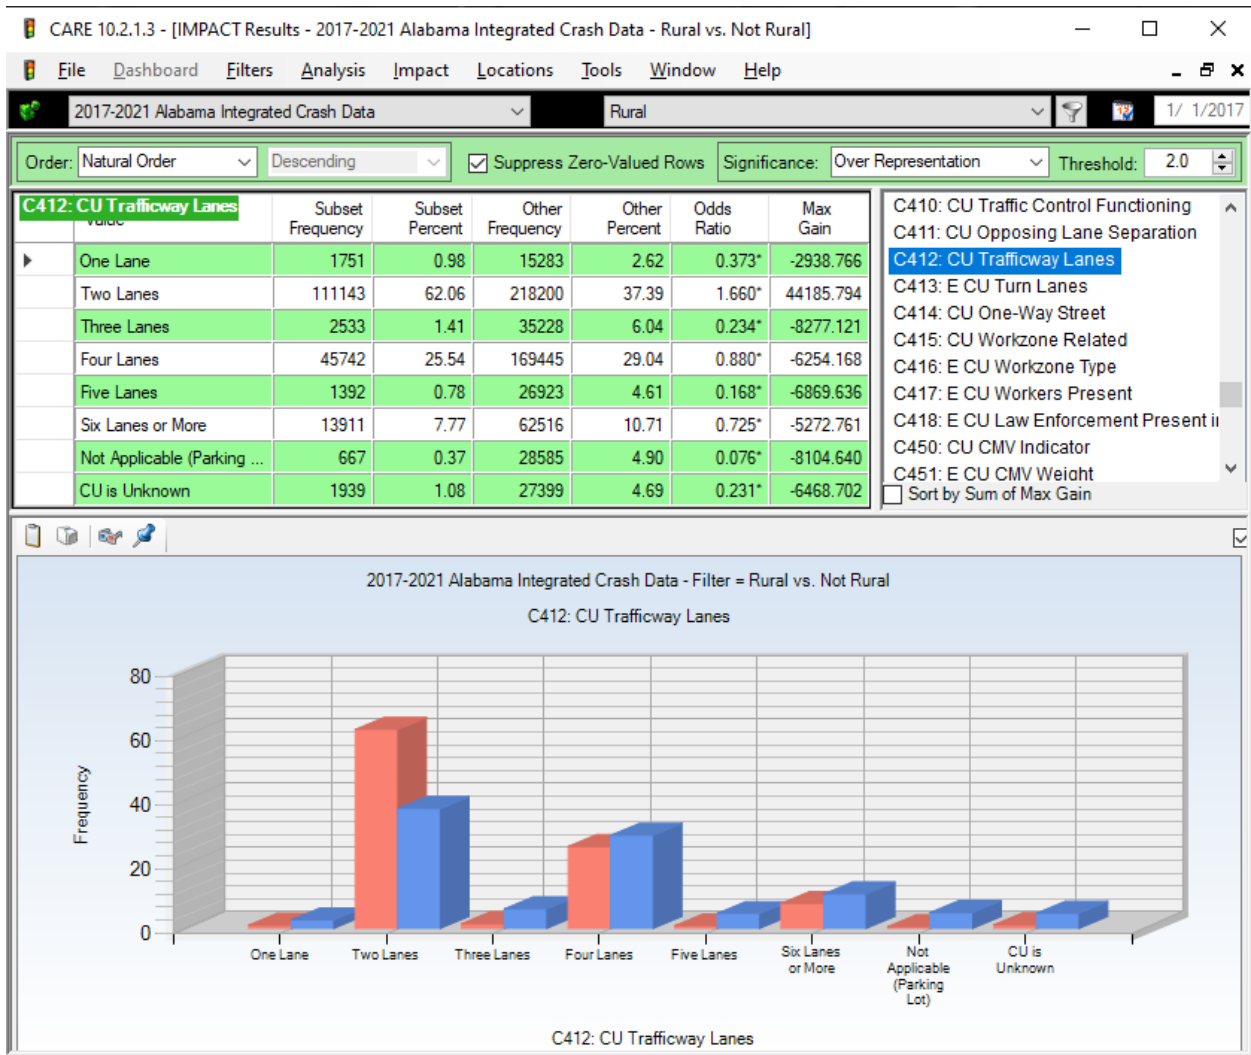 CARE 10.2.1.3 - [IMPACT Results - 2017-2021 Alabama Integrated Crash Data - Rural vs. Not Rural]
File Dashboard Filters Analysis Impact Locations Tools Window Help
2017-2021 Alabama Integrated Crash Data Rural 1/ 1/2017
Order: Natural Order Descending Suppress Zero-Valued Rows Significance: Over Representation Threshold: 2.0
C412: CU Trafficway Lanes Subset Frequency Subset Percent Other Frequency Other Percent Odds Ratio Max Gain
One Lane 1751 0.98 15283 2.62 0.373* -2938.766
Two Lanes 111143 62.06 218200 37.39 1.660* 44185.794
Three Lanes 2533 1.41 35228 6.04 0.234* -8277.121
Four Lanes 45742 25.54 169445 29.04 0.880* -6254.168
Five Lanes 1392 0.78 26923 4.61 0.168* -6869.636
Six Lanes or More 13911 7.77 62516 10.71 0.725* -5272.761
Not Applicable (Parking ... 667 0.37 28585 4.90 0.076* -8104.640
CU is Unknown 1939 1.08 27399 4.69 0.231* -6468.702
C410: CU Traffic Control Functioning
C411: CU Opposing Lane Separation
C412: CU Trafficway Lanes
C413: E CU Turn Lanes
C414: CU One-Way Street
C415: CU Workzone Related
C416: E CU Workzone Type
C417: E CU Workers Present
C418: E CU Law Enforcement Present i
C450: CU CMV Indicator
C451: E CU CMV Weight
Sort by Sum of Max Gain
2017-2021 Alabama Integrated Crash Data - Filter = Rural vs. Not Rural
C412: CU Trafficway Lanes
80
60
40
20
0
Frequency
One Lane
Two Lanes
Three Lanes
Four Lanes
Five Lanes
Six Lanes
or More
Not
Applicable
(Parking
Lot)
CU is
Unknown
C412: CU Trafficway Lanes